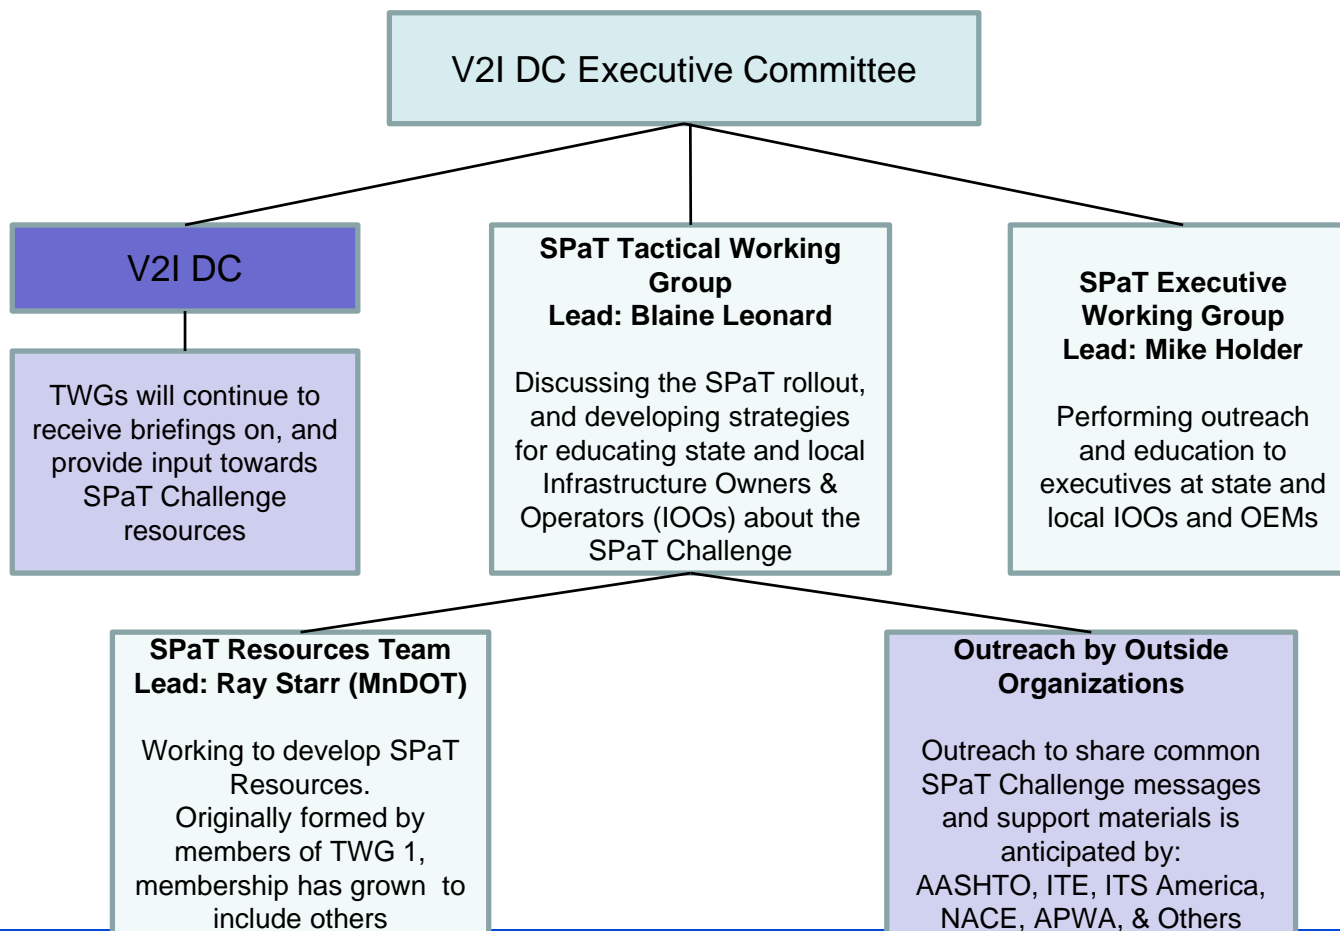 V2I DC Executive Committee
V2I DC
TWGs will continue to
receive briefings on, and
provide input towards
SPaT Challenge
resources
SPaT Tactical Working
Group
Lead: Blaine Leonard
Discussing the SPaT rollout,
and developing strategies
for educating state and local
Infrastructure Owners &
Operators (IOOs) about the
SPaT Challenge
SPaT Executive
Working Group
Lead: Mike Holder
Performing outreach
and education to
executives at state and
local IOOs and OEMs
SPaT Resources Team
Lead: Ray Starr (MnDOT)
Working to develop SPaT
Resources.
Originally formed by
members of TWG 1,
membership has grown  to
include others
Outreach by Outside
Organizations
Outreach to share common
SPaT Challenge messages
and support materials is
anticipated by:
AASHTO, ITE, ITS America,
NACE, APWA, & Others